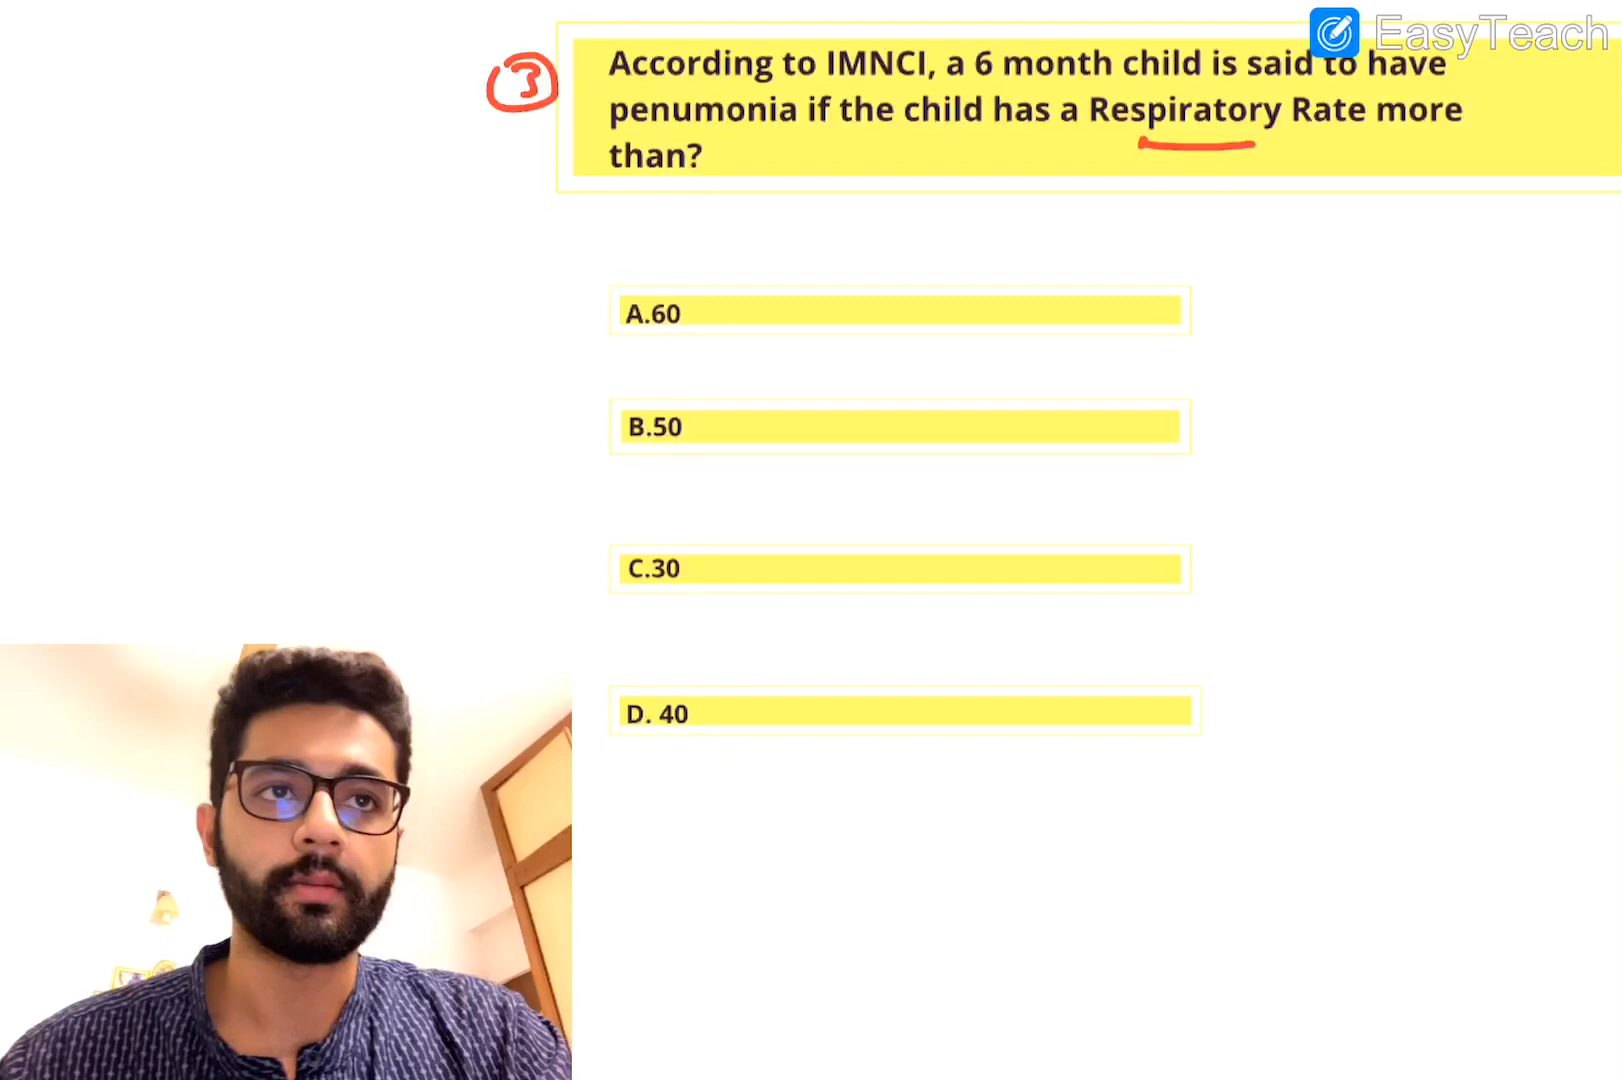 EasyTeach
3
According to IMNCI, a 6 month child is said to have
penumonia if the child has a Respiratory Rate more
than?
A.60
B.50
C.30
D. 40